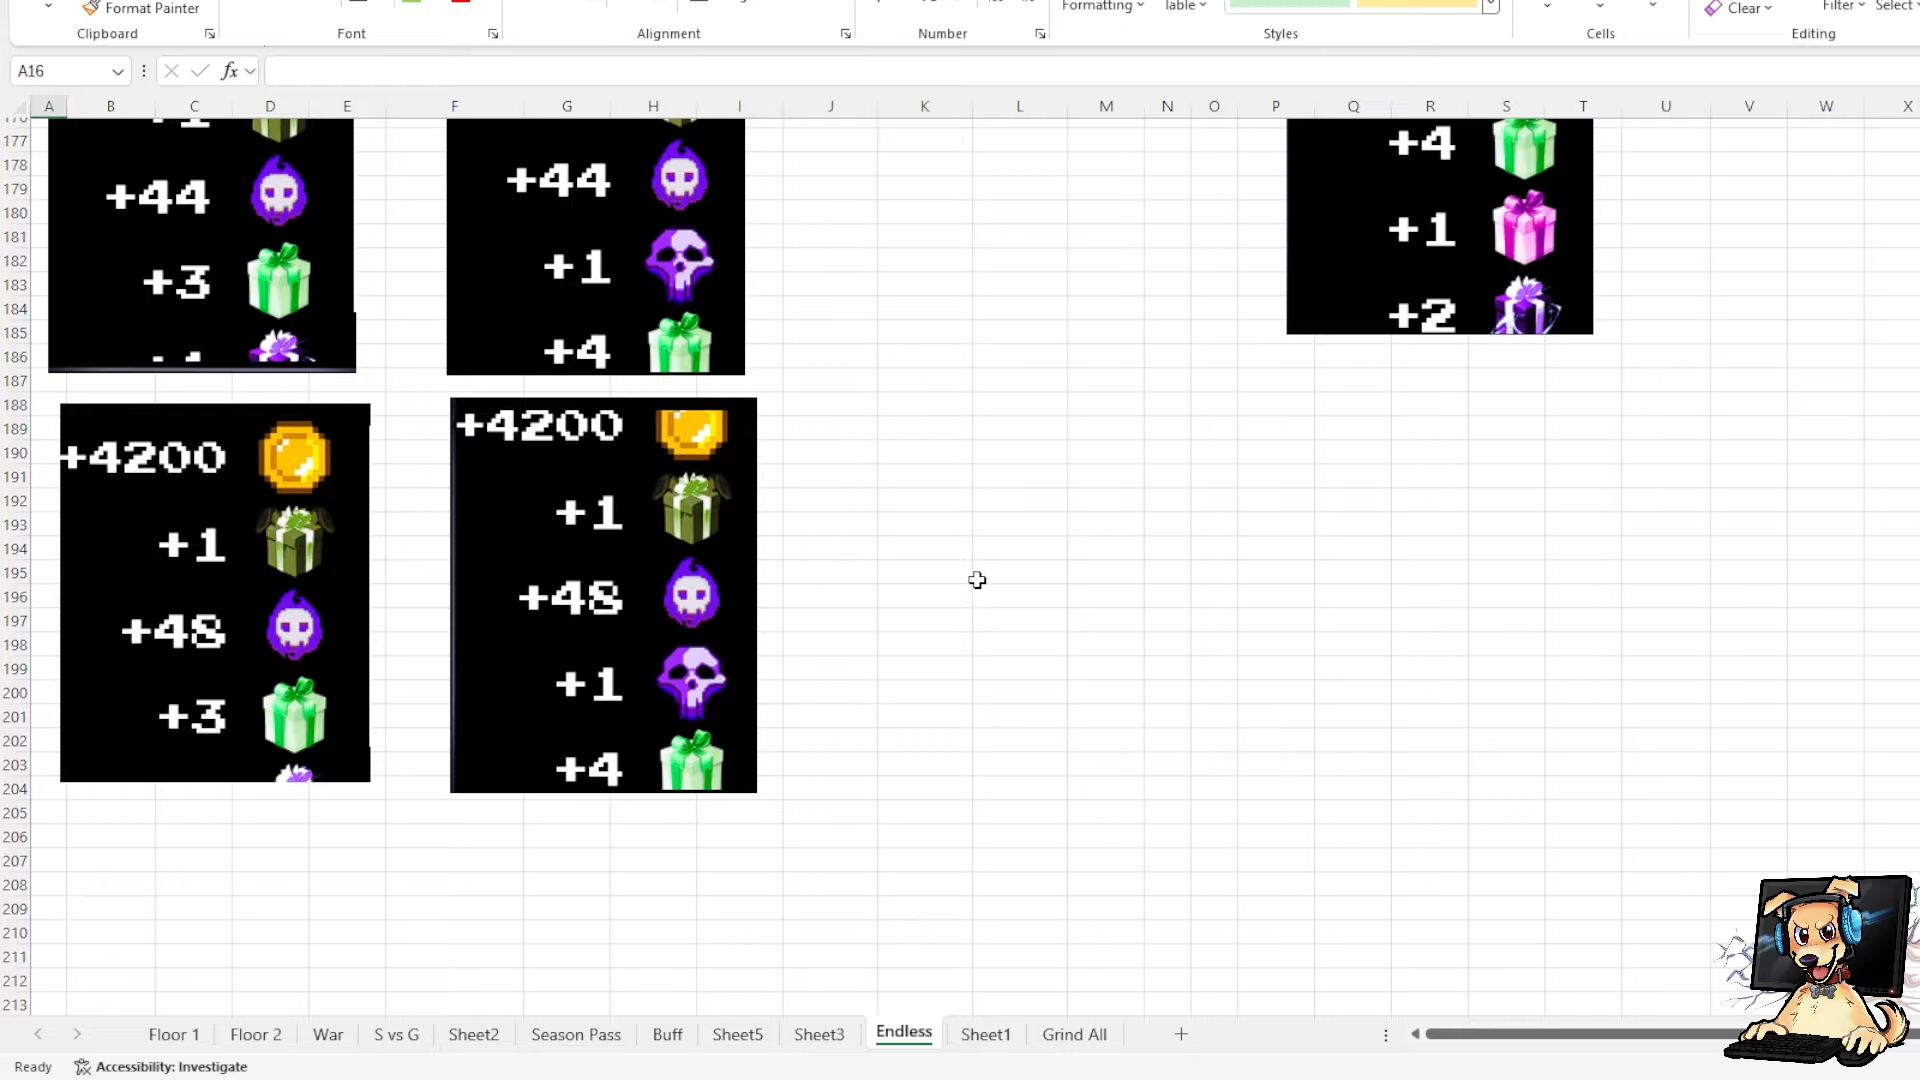 Format Painter
Formatting
Table
Clear
Filter
Select
Clipboard
Font
Alignment
Number
Styles
Cells
Editing
A16
fx
A B C D E F G H I J K L M N O P Q R S T U V W X
177
178
179
180
181
182
183
184
185
186
187
188
189
190
191
192
193
194
195
196
197
198
199
200
201
202
203
204
205
206
207
208
209
210
211
212
213
+44
+3
+44
+1
+4
+4
+1
+2
+4200
+1
+48
+3
+4200
+1
+48
+1
+4
Floor 1 Floor 2 War S vs G Sheet2 Season Pass Buff Sheet5 Sheet3 Endless Sheet1 Grind All
Ready
Accessibility: Investigate